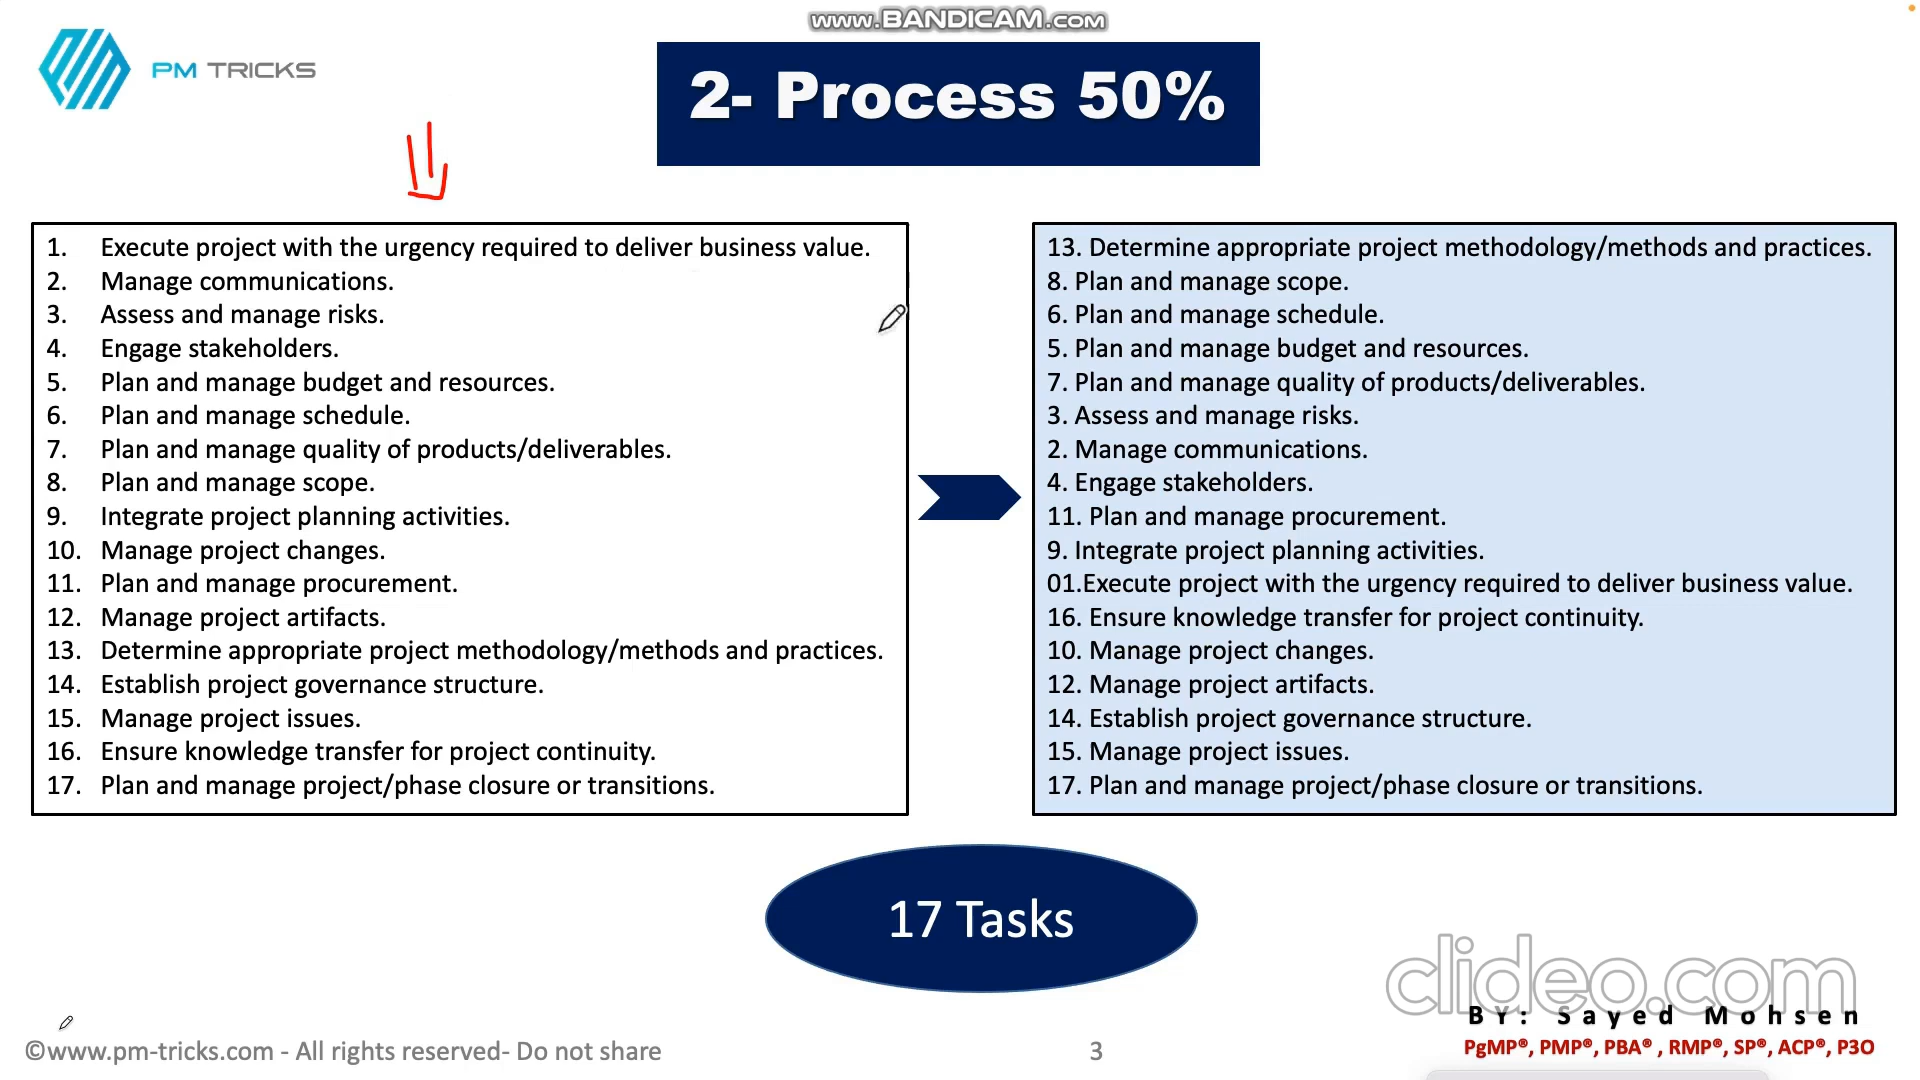 www.BANDICAM.com
PM TRICKS
2- Process 50%
1. Execute project with the urgency required to deliver business value.
2. Manage communications.
3. Assess and manage risks.
4. Engage stakeholders.
5. Plan and manage budget and resources.
6. Plan and manage schedule.
7. Plan and manage quality of products/deliverables.
8. Plan and manage scope.
9. Integrate project planning activities.
10. Manage project changes.
11. Plan and manage procurement.
12. Manage project artifacts.
13. Determine appropriate project methodology/methods and practices.
14. Establish project governance structure.
15. Manage project issues.
16. Ensure knowledge transfer for project continuity.
17. Plan and manage project/phase closure or transitions.
13. Determine appropriate project methodology/methods and practices.
8. Plan and manage scope.
6. Plan and manage schedule.
5. Plan and manage budget and resources.
7. Plan and manage quality of products/deliverables.
3. Assess and manage risks.
2. Manage communications.
4. Engage stakeholders.
11. Plan and manage procurement.
9. Integrate project planning activities.
01.Execute project with the urgency required to deliver business value.
16. Ensure knowledge transfer for project continuity.
10. Manage project changes.
12. Manage project artifacts.
14. Establish project governance structure.
15. Manage project issues.
17. Plan and manage project/phase closure or transitions.
17 Tasks
clideo.com
BY: Sayed Mohsen
PgMP®, PMP®, PBA® , RMP®, SP®, ACP®, P3O
©www.pm-tricks.com - All rights reserved- Do not share
3